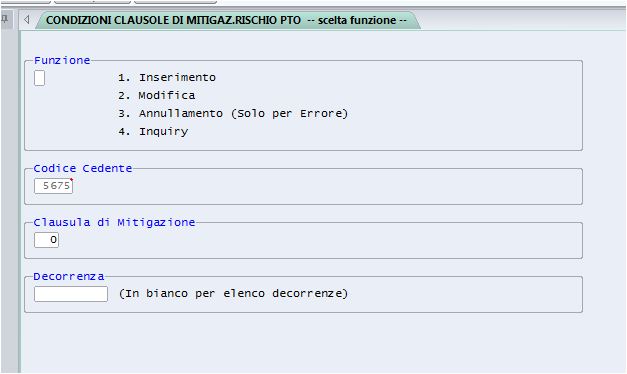 CONDIZIONI CLAUSOLE DI MITIGAZ.RISCHIO PTO -- scelta funzione --
Funzione
1. Inserimento
2. Modifica
3. Annullamento (Solo per Errore)
4. Inquiry
Codice Cedente
5675
Clausula di Mitigazione
0
Decorrenza
(In bianco per elenco decorrenze)